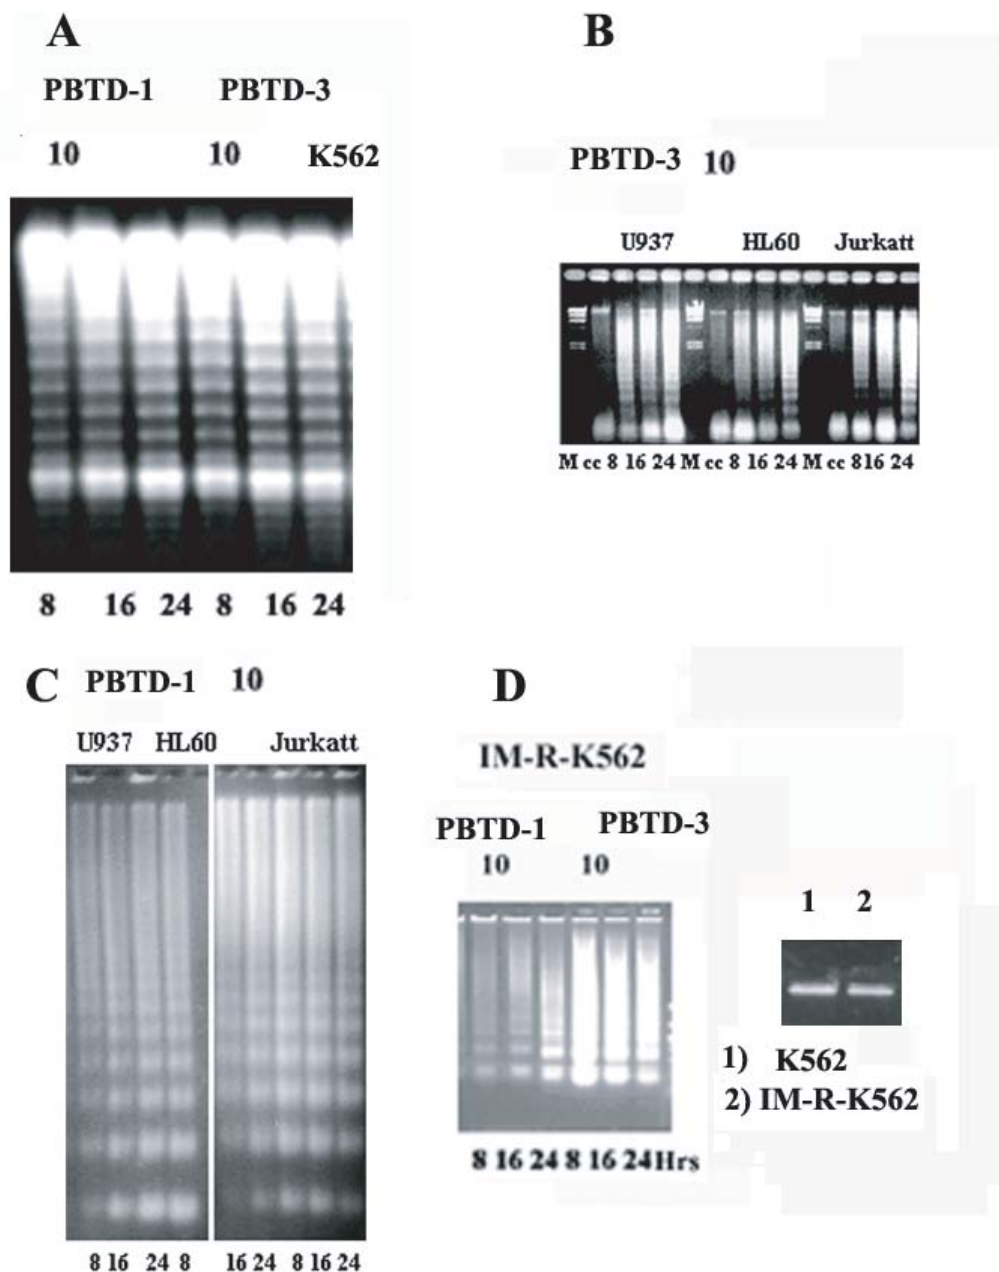 A
PBTD-1 PBTD-3
10 10 K562
8 16 24 8 16 24
B
PBTD-3 10
U937 HL60 Jurkatt
M cc 8 16 24 M cc 8 16 24 M cc 8 16 24
C PBTD-1 10
U937 HL60 Jurkatt
8 16 24 8 16 24 8 16 24
D
IM-R-K562
PBTD-1 PBTD-3
10 10
8 16 24 8 16 24 Hrs
1 2
1) K562
2) IM-R-K562